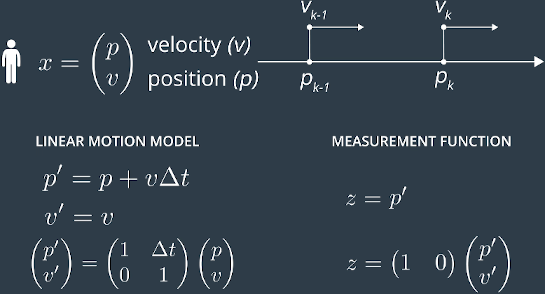 v_{k-1} v_k
x = \begin{pmatrix} p \\ v \end{pmatrix} velocity (v)
position (p)
p_{k-1} p_k
LINEAR MOTION MODEL
p' = p + vΔt
v' = v
\begin{pmatrix} p' \\ v' \end{pmatrix} = \begin{pmatrix} 1 & Δt \\ 0 & 1 \end{pmatrix} \begin{pmatrix} p \\ v \end{pmatrix}
MEASUREMENT FUNCTION
z = p'
z = \begin{pmatrix} 1 & 0 \end{pmatrix} \begin{pmatrix} p' \\ v' \end{pmatrix}